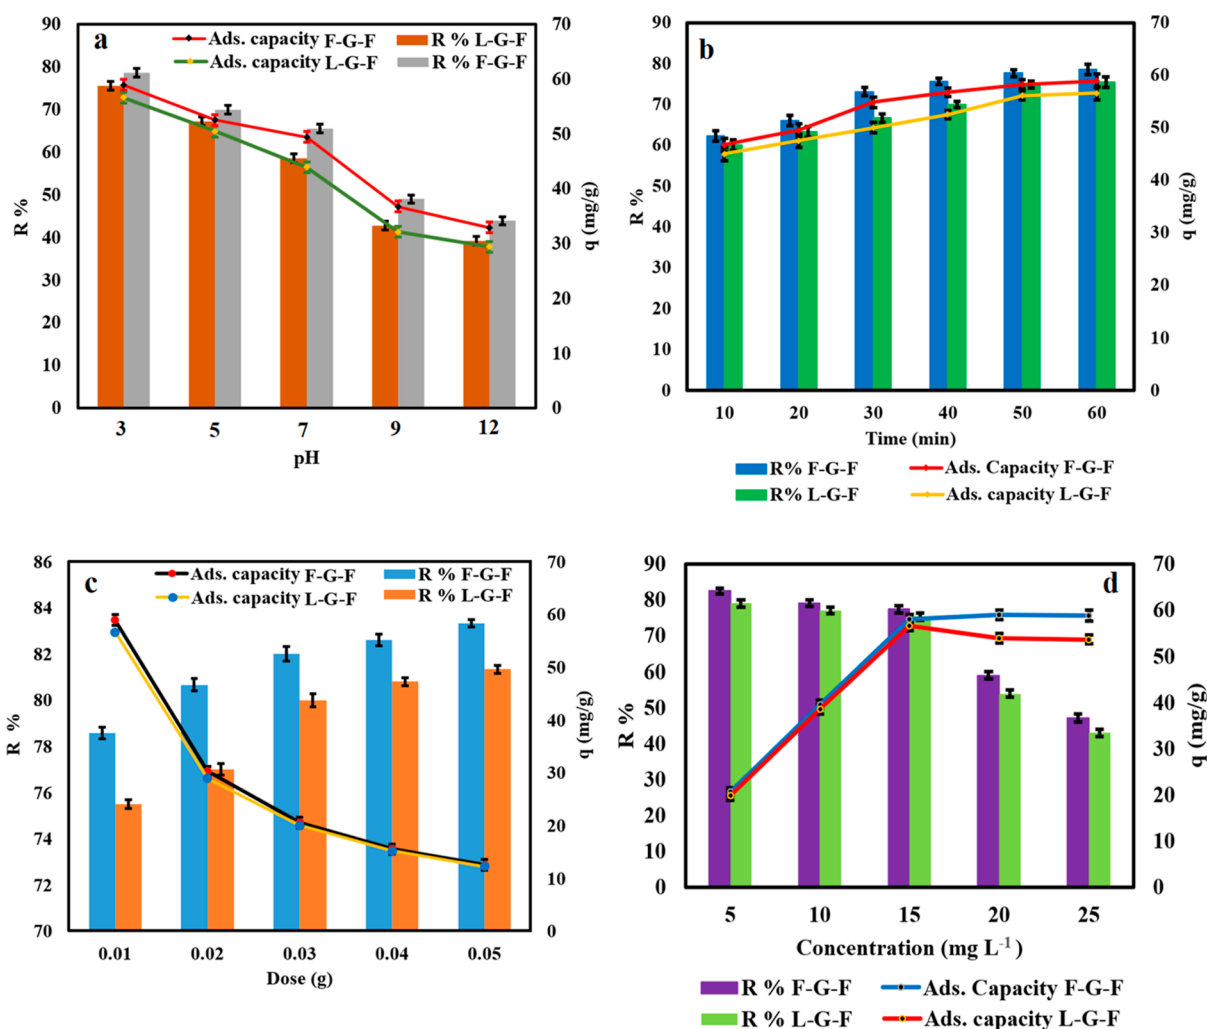 a
Ads. capacity F-G-F
R % L-G-F
Ads. capacity L-G-F
R % F-G-F
90
80
70
60
50
40
30
20
10
0
R %
70
60
50
40
30
20
10
0
q (mg/g)
3 5 7 9 12
pH
b
90
80
70
60
50
40
30
20
10
0
R %
70
60
50
40
30
20
10
0
q (mg/g)
10 20 30 40 50 60
Time (min)
R% F-G-F
Ads. Capacity F-G-F
R% L-G-F
Ads. capacity L-G-F
c
Ads. capacity F-G-F
R % F-G-F
Ads. capacity L-G-F
R % L-G-F
86
84
82
80
78
76
74
72
70
R %
70
60
50
40
30
20
10
0
q (mg/g)
0.01 0.02 0.03 0.04 0.05
Dose (g)
d
90
80
70
60
50
40
30
20
10
0
R %
70
60
50
40
30
20
10
0
q (mg/g)
5 10 15 20 25
Concentration (mg L⁻¹)
R % F-G-F
Ads. Capacity F-G-F
R % L-G-F
Ads. capacity L-G-F